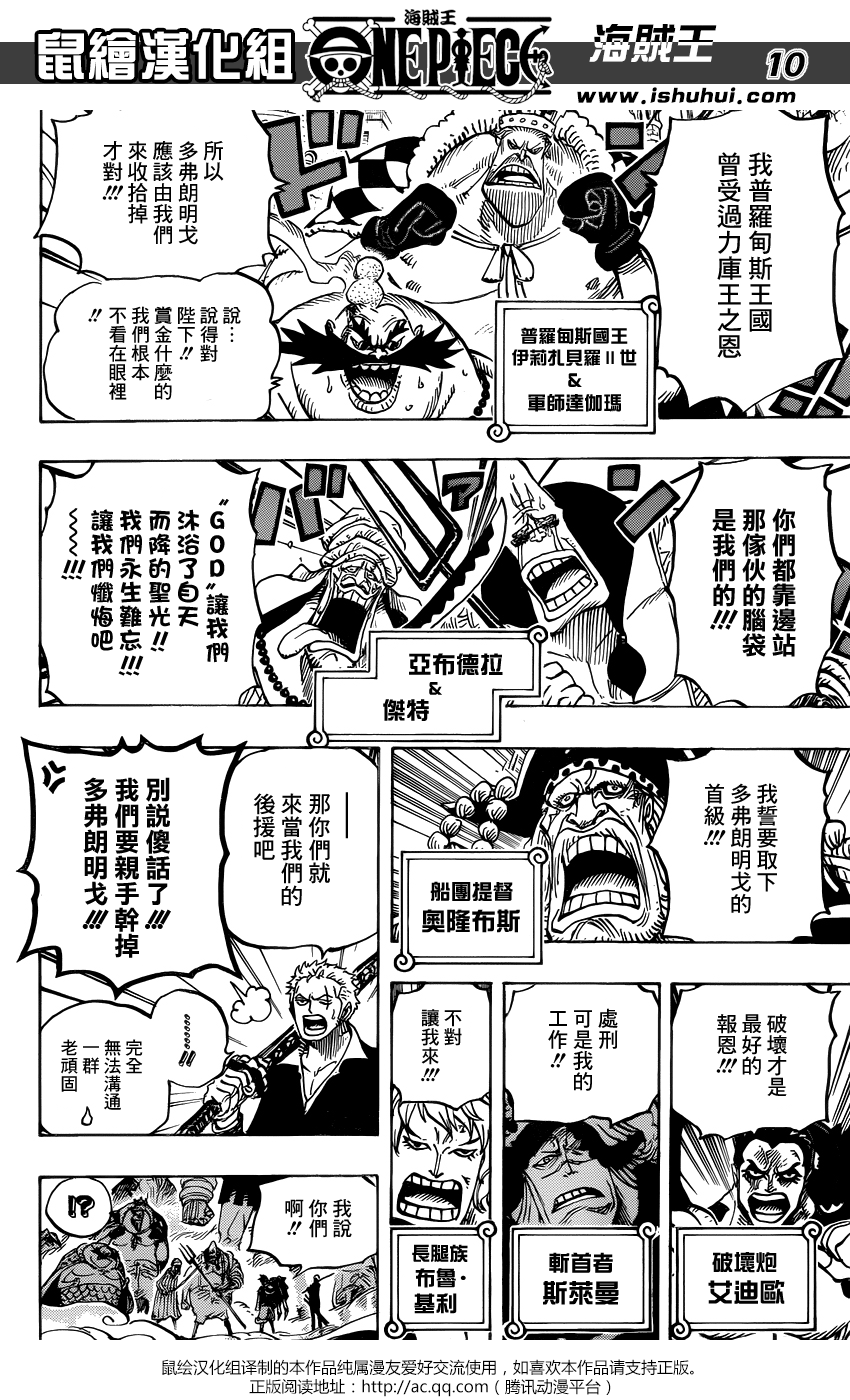 鼠繪漢化組
海賊王
ONE PIECE
海賊王
10
www.ishuhui.com
我普羅甸斯王國
曾受過力庫王之恩
所以
多弗朗明戈
應該由我們
來收拾掉
才對!!!
說…
說得對
陛下!!
賞金什麼的
我們根本
不看在眼裡
!!
普羅甸斯國王
伊莉扎貝羅II世
&
軍師達伽瑪
你們都靠邊站
那傢伙的腦袋
是我們的!!!
ァ
"GOD"讓我們
沐浴了自天
而降的聖光!!
我們永生難忘!!!
讓我們懺悔吧
~~~!!!
亞布德拉
&
傑特
我誓要取下
多弗朗明戈的
首級!!!
船團提督
奧隆布斯
——
那你們就
來當我們的
後援吧
別說傻話了!!!
我們要親手幹掉
多弗朗明戈!!!
………!!
完全
無法溝通
一群
老頑固
破壞才是
最好的
報恩!!!
破壞炮
艾迪歐
處刑
可是我的
工作!!
斬首者
斯萊曼
不對
讓我來!!!
長腿族
布魯·
基利
我說
你們
啊!!
!?
鼠绘汉化组译制的本作品纯属漫友爱好交流使用，如喜欢本作品请支持正版。
正版阅读地址：http://ac.qq.com（腾讯动漫平台）